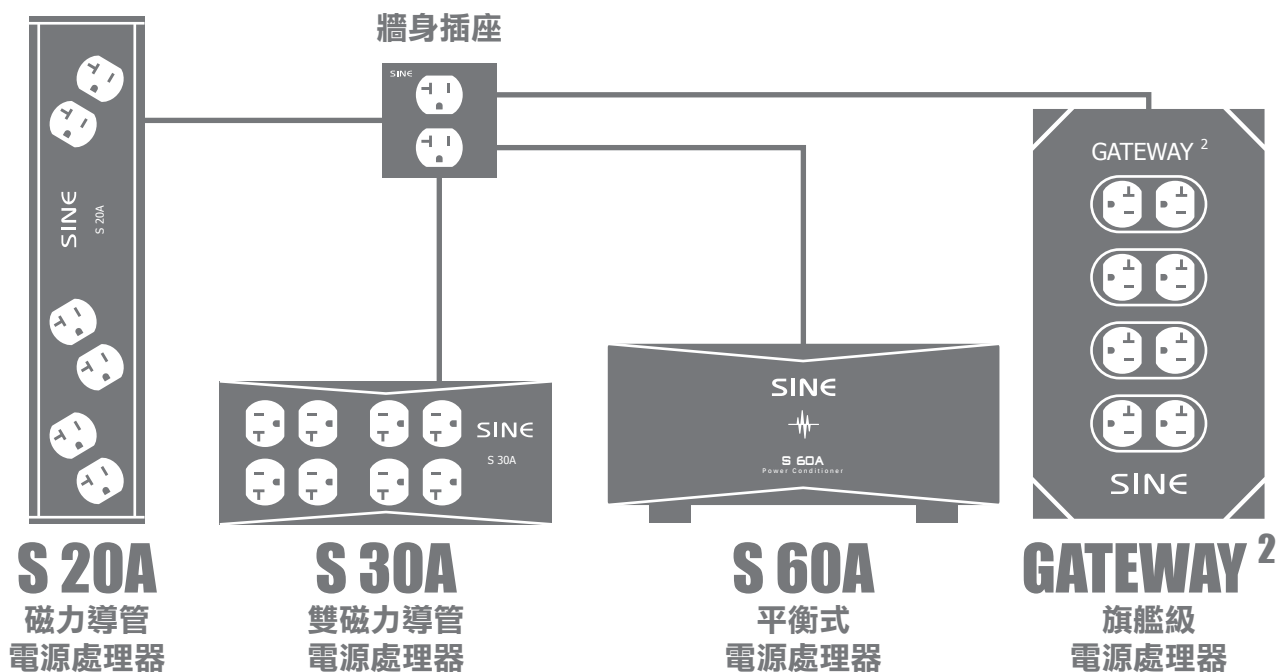 牆身插座
SINE
SINE
S 20A
SINE
S 30A
SINE
S 60A
Power Conditioner
GATEWAY ²
SINE
S 20A
磁力導管
電源處理器
S 30A
雙磁力導管
電源處理器
S 60A
平衡式
電源處理器
GATEWAY ²
旗艦級
電源處理器